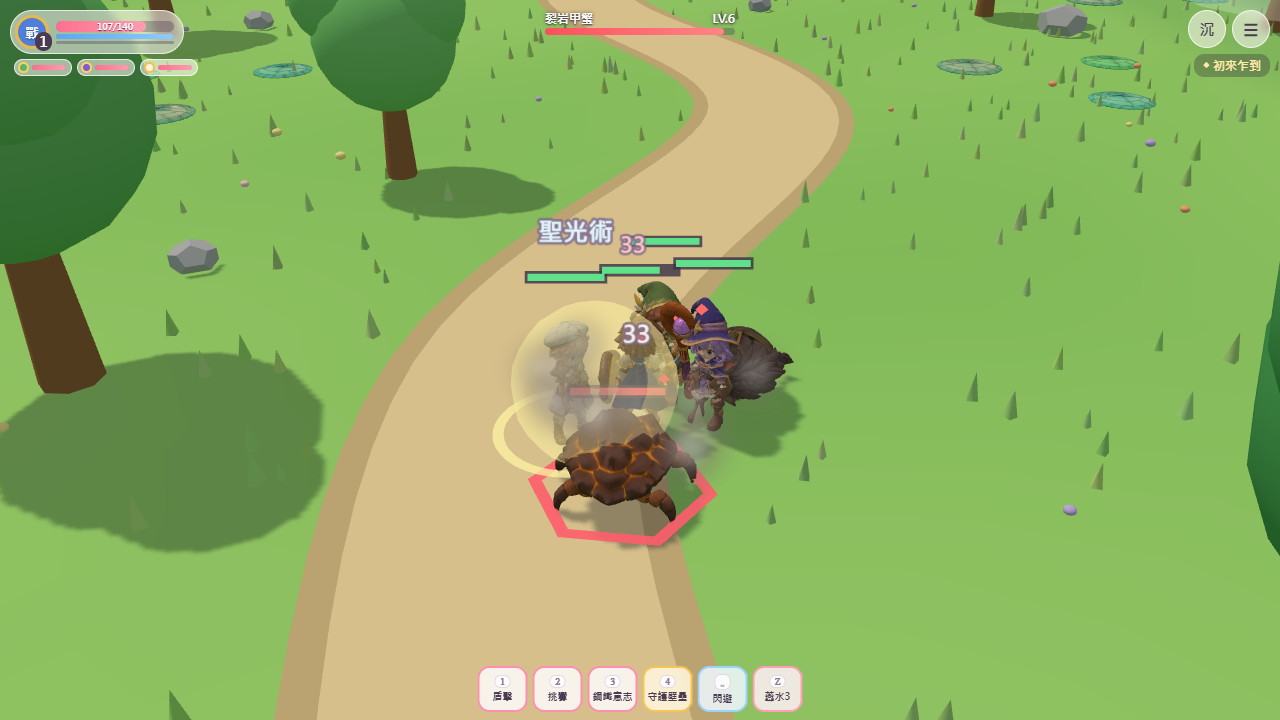 戰
1
107/140
裂岩甲蟹 LV.6
沉
初來乍到
聖光術
33
33
1 2 3 4 Z
盾擊 挑釁 鋼鐵意志 守護壁壘 閃避 藥水3